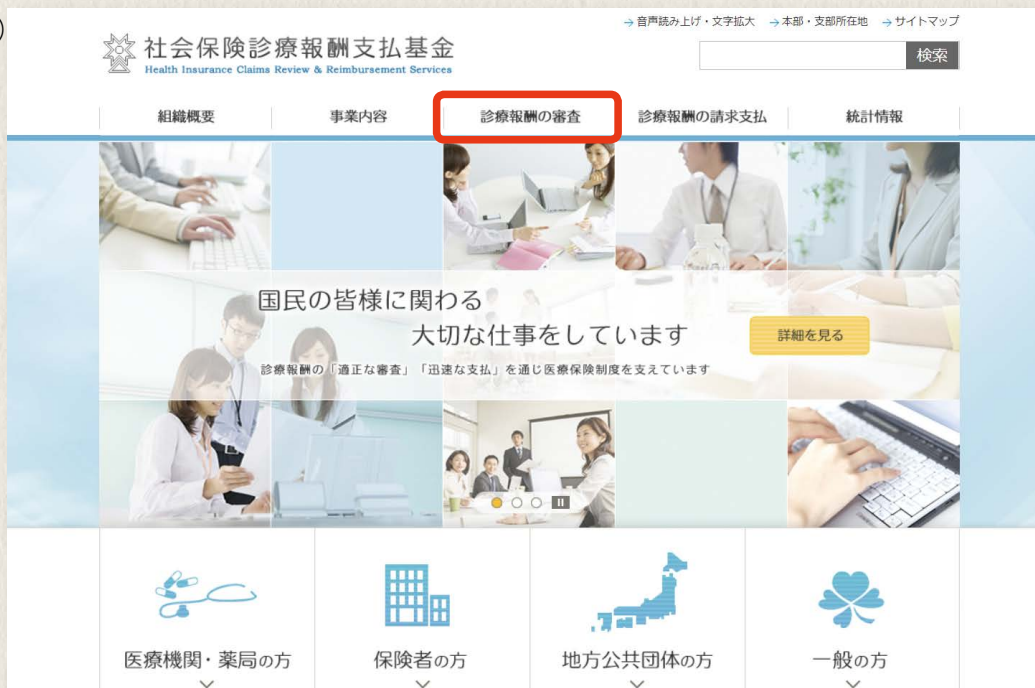 → 音声読み上げ・文字拡大 → 本部・支部所在地 → サイトマップ
社会保険診療報酬支払基金
Health Insurance Claims Review & Reimbursement Services
検索
組織概要 事業内容 診療報酬の審査 診療報酬の請求支払 統計情報
国民の皆様に関わる
大切な仕事をしています
詳細を見る
診療報酬の「適正な審査」「迅速な支払」を通じ医療保険制度を支えています
医療機関・薬局の方 保険者の方 地方公共団体の方 一般の方